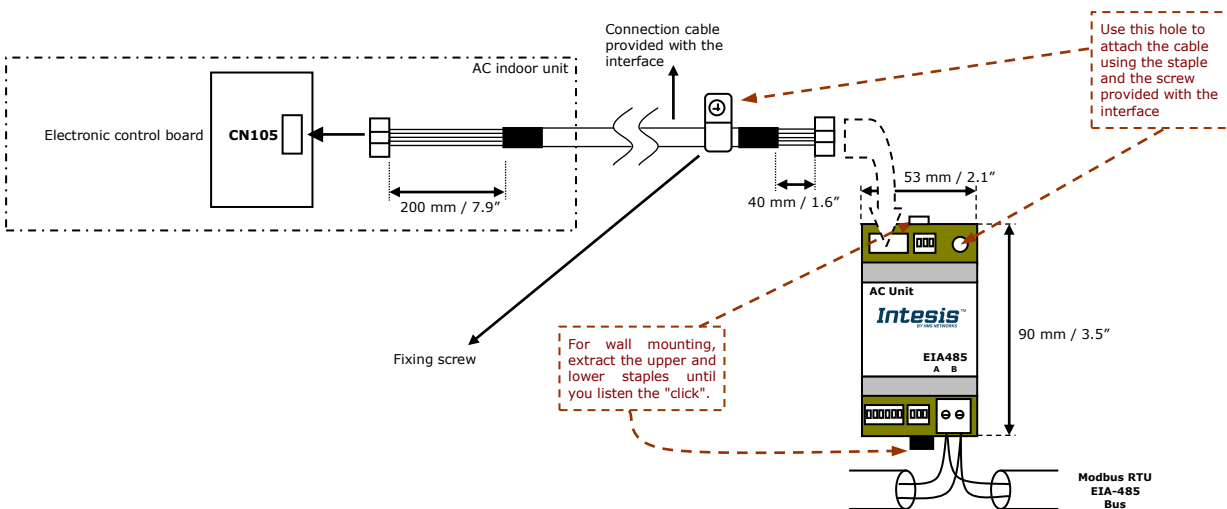 Connection cable
provided with the
interface
Use this hole to
attach the cable
using the staple
and the screw
provided with the
interface
AC indoor unit
Electronic control board
CN105
200 mm / 7.9”
40 mm / 1.6”
53 mm / 2.1”
AC Unit
Intesis™
BY HMS NETWORKS
90 mm / 3.5”
EIA485
A B
Fixing screw
For wall mounting,
extract the upper and
lower staples until
you listen the "click".
Modbus RTU
EIA-485
Bus